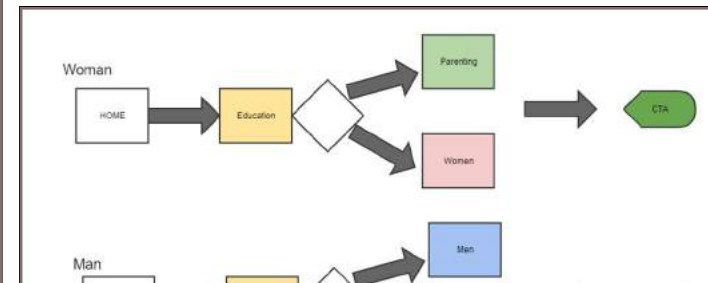 Woman
Parenting
HOME
Education
CTA
Women
Man
Men